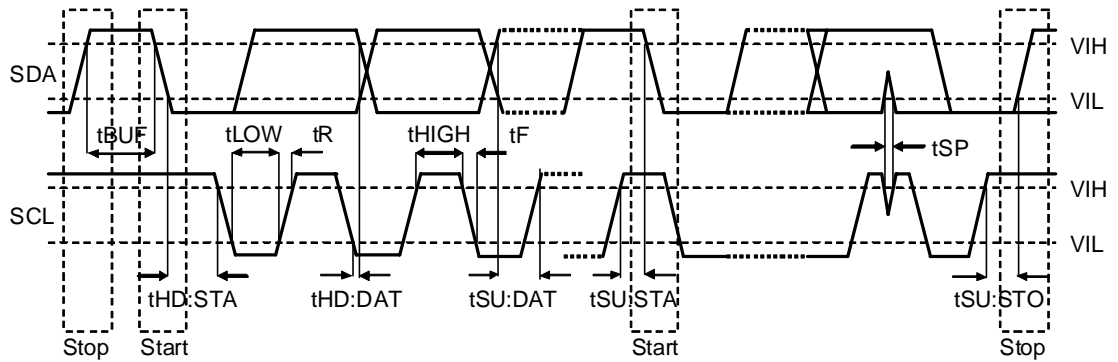 VIH
SDA
VIL
tBUF
tLOW
tR
tHIGH
tF
tSP
VIH
SCL
VIL
tHD:STA
tHD:DAT
tSU:DAT
tSU:STA
tSU:STO
Stop
Start
Start
Stop